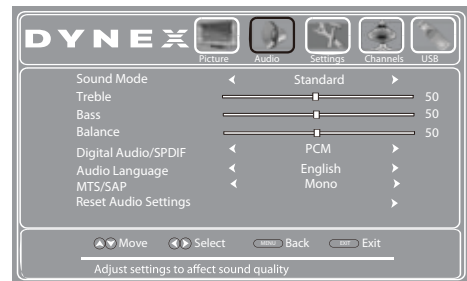 DYNEX
Picture Audio Settings Channels USB
Sound Mode Standard
Treble 50
Bass 50
Balance 50
Digital Audio/SPDIF PCM
Audio Language English
MTS/SAP Mono
Reset Audio Settings
Move Select MENU Back EXIT Exit
Adjust settings to affect sound quality